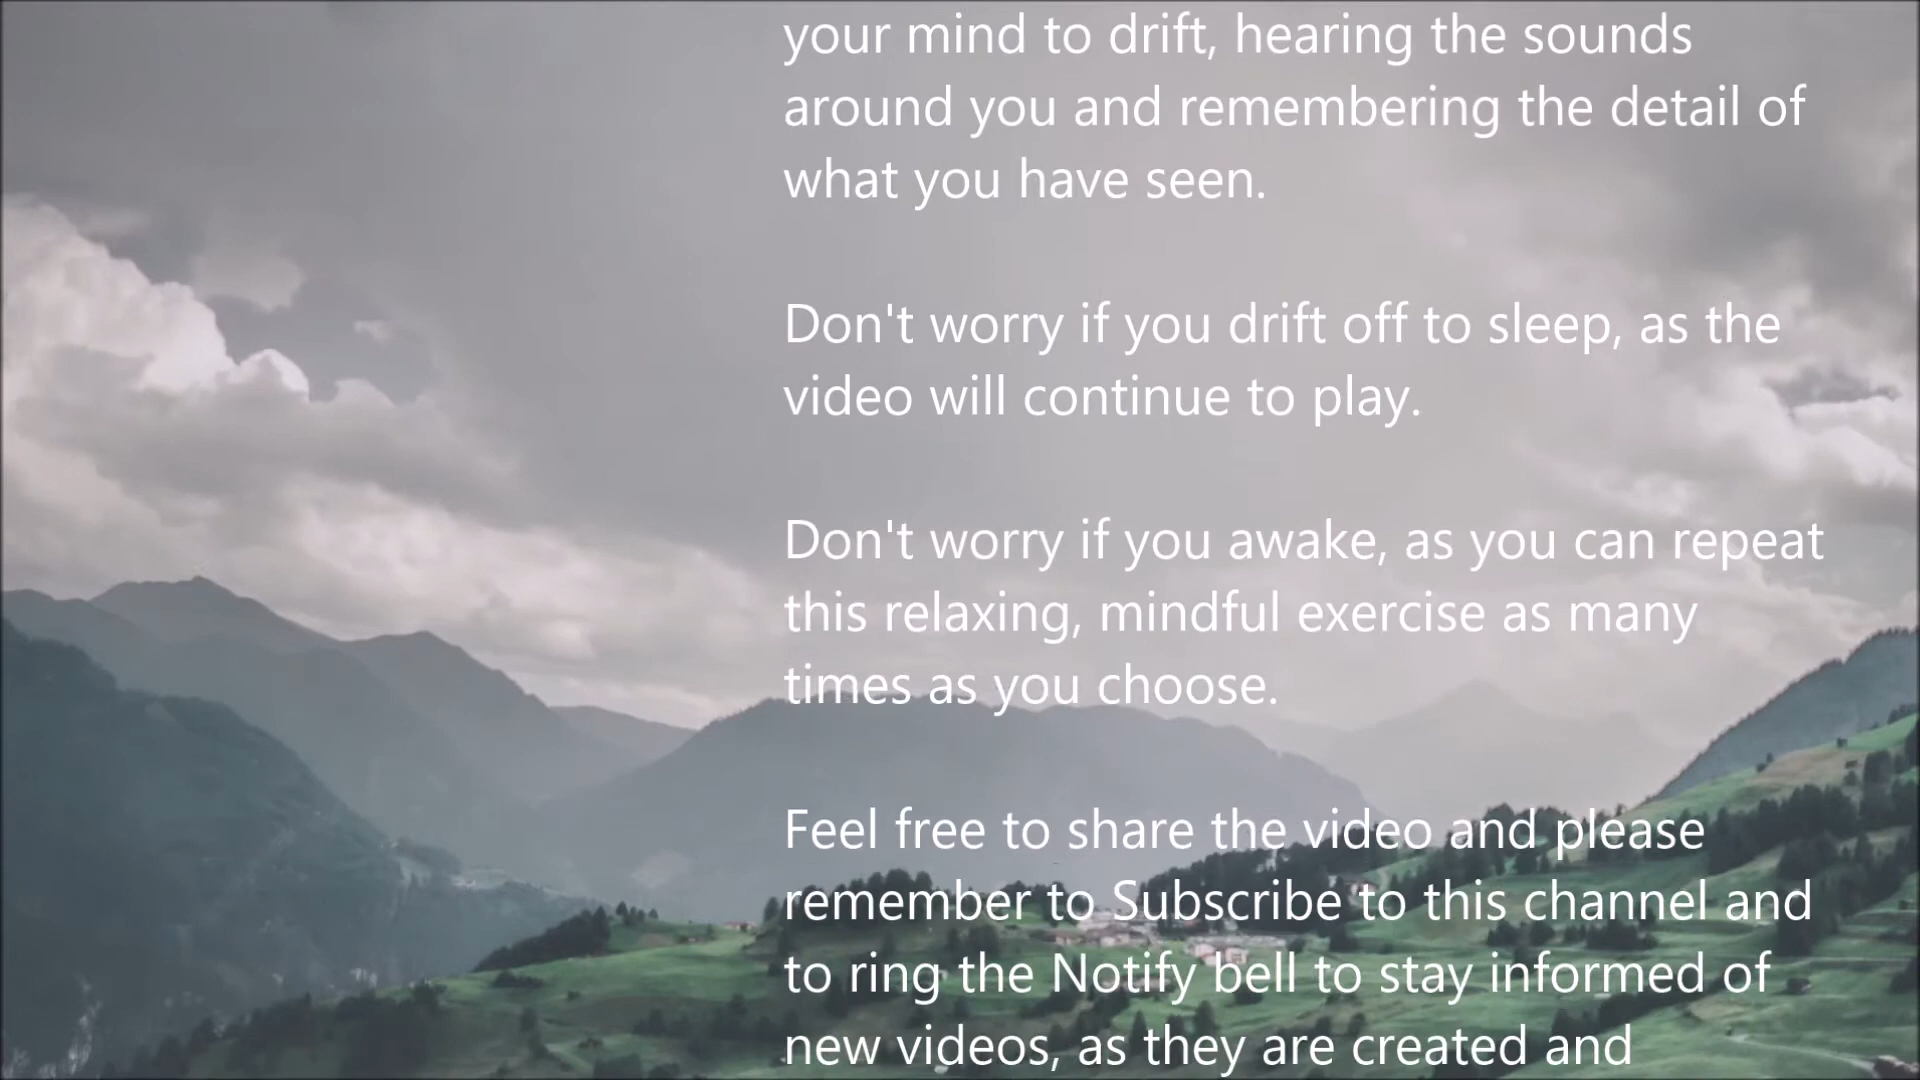 your mind to drift, hearing the sounds
around you and remembering the detail of
what you have seen.
Don't worry if you drift off to sleep, as the
video will continue to play.
Don't worry if you awake, as you can repeat
this relaxing, mindful exercise as many
times as you choose.
Feel free to share the video and please
remember to Subscribe to this channel and
to ring the Notify bell to stay informed of
new videos, as they are created and